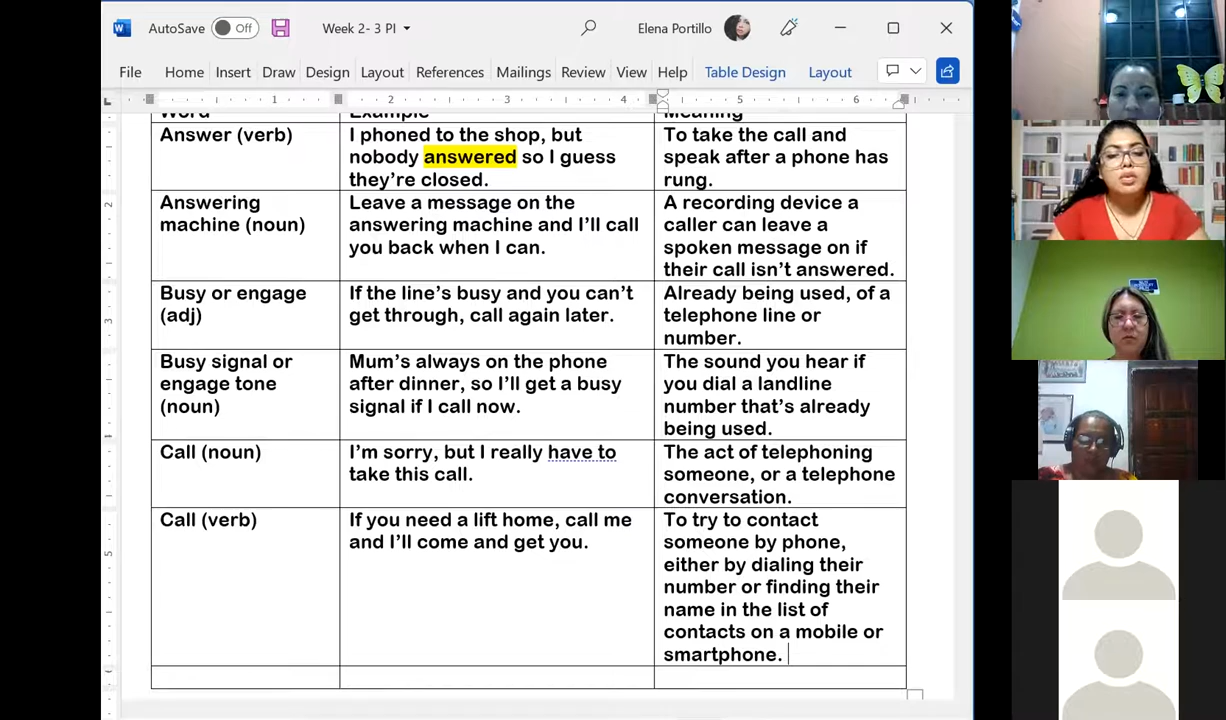 AutoSave Off Week 2- 3 PI Elena Portillo
File Home Insert Draw Design Layout References Mailings Review View Help Table Design Layout
1 2 3 4 5 6
Word Example Meaning
Answer (verb)
I phoned to the shop, but
nobody answered so I guess
they're closed.
To take the call and
speak after a phone has
rung.
Answering
machine (noun)
Leave a message on the
answering machine and I'll call
you back when I can.
A recording device a
caller can leave a
spoken message on if
their call isn't answered.
Busy or engage
(adj)
If the line's busy and you can't
get through, call again later.
Already being used, of a
telephone line or
number.
Busy signal or
engage tone
(noun)
Mum's always on the phone
after dinner, so I'll get a busy
signal if I call now.
The sound you hear if
you dial a landline
number that's already
being used.
Call (noun)
I'm sorry, but I really have to
take this call.
The act of telephoning
someone, or a telephone
conversation.
Call (verb)
If you need a lift home, call me
and I'll come and get you.
To try to contact
someone by phone,
either by dialing their
number or finding their
name in the list of
contacts on a mobile or
smartphone.